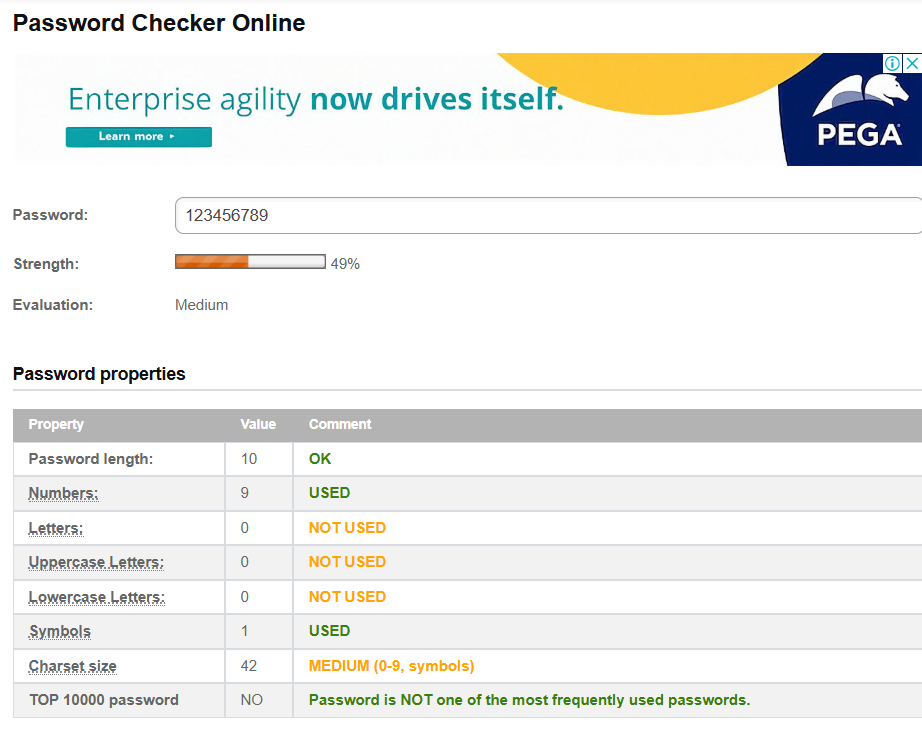 Password Checker Online
Enterprise agility now drives itself.
Learn more
PEGA
Password: 123456789
Strength: 49%
Evaluation: Medium
Password properties
Property Value Comment
Password length: 10 OK
Numbers: 9 USED
Letters: 0 NOT USED
Uppercase Letters: 0 NOT USED
Lowercase Letters: 0 NOT USED
Symbols 1 USED
Charset size 42 MEDIUM (0-9, symbols)
TOP 10000 password NO Password is NOT one of the most frequently used passwords.